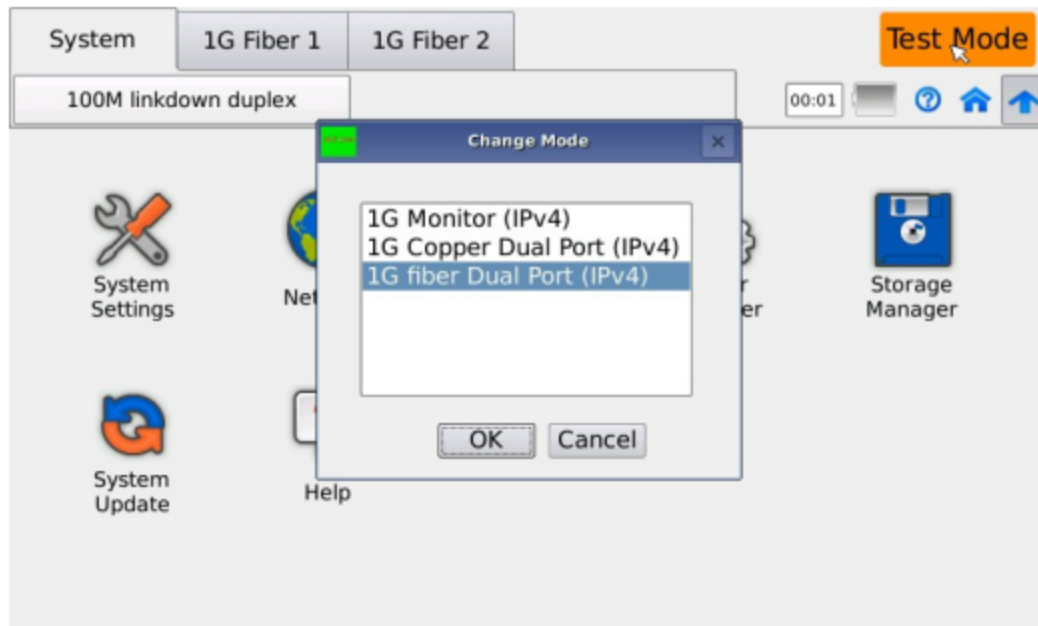 System
1G Fiber 1
1G Fiber 2
Test Mode
100M linkdown duplex
00:01
Change Mode
1G Monitor (IPv4)
1G Copper Dual Port (IPv4)
1G fiber Dual Port (IPv4)
OK
Cancel
System
Settings
Storage
Manager
System
Update
Help